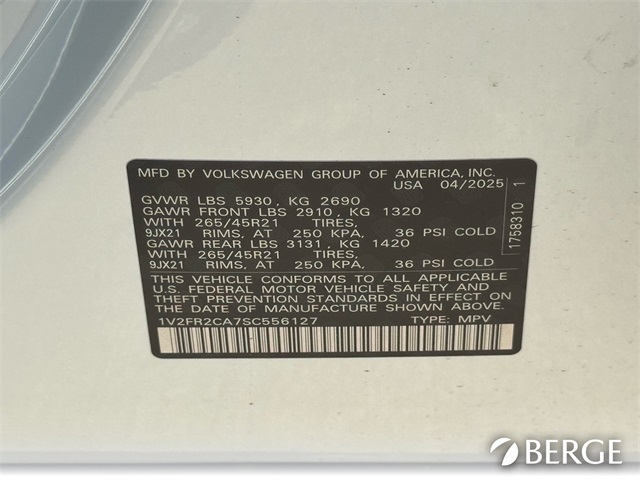 MFD BY VOLKSWAGEN GROUP OF AMERICA, INC.
USA 04/2025
GVWR LBS 5930, KG 2690
GAWR FRONT LBS 2910, KG 1320
WITH 265/45R21 TIRES,
9JX21 RIMS, AT 250 KPA, 36 PSI COLD
GAWR REAR LBS 3131, KG 1420
WITH 265/45R21 TIRES,
9JX21 RIMS, AT 250 KPA, 36 PSI COLD
THIS VEHICLE CONFORMS TO ALL APPLICABLE
U.S. FEDERAL MOTOR VEHICLE SAFETY AND
THEFT PREVENTION STANDARDS IN EFFECT ON THE
DATE OF MANUFACTURE SHOWN ABOVE.
1V2FR2CA7SC556127 TYPE: MPV
1758310 1
BERGE